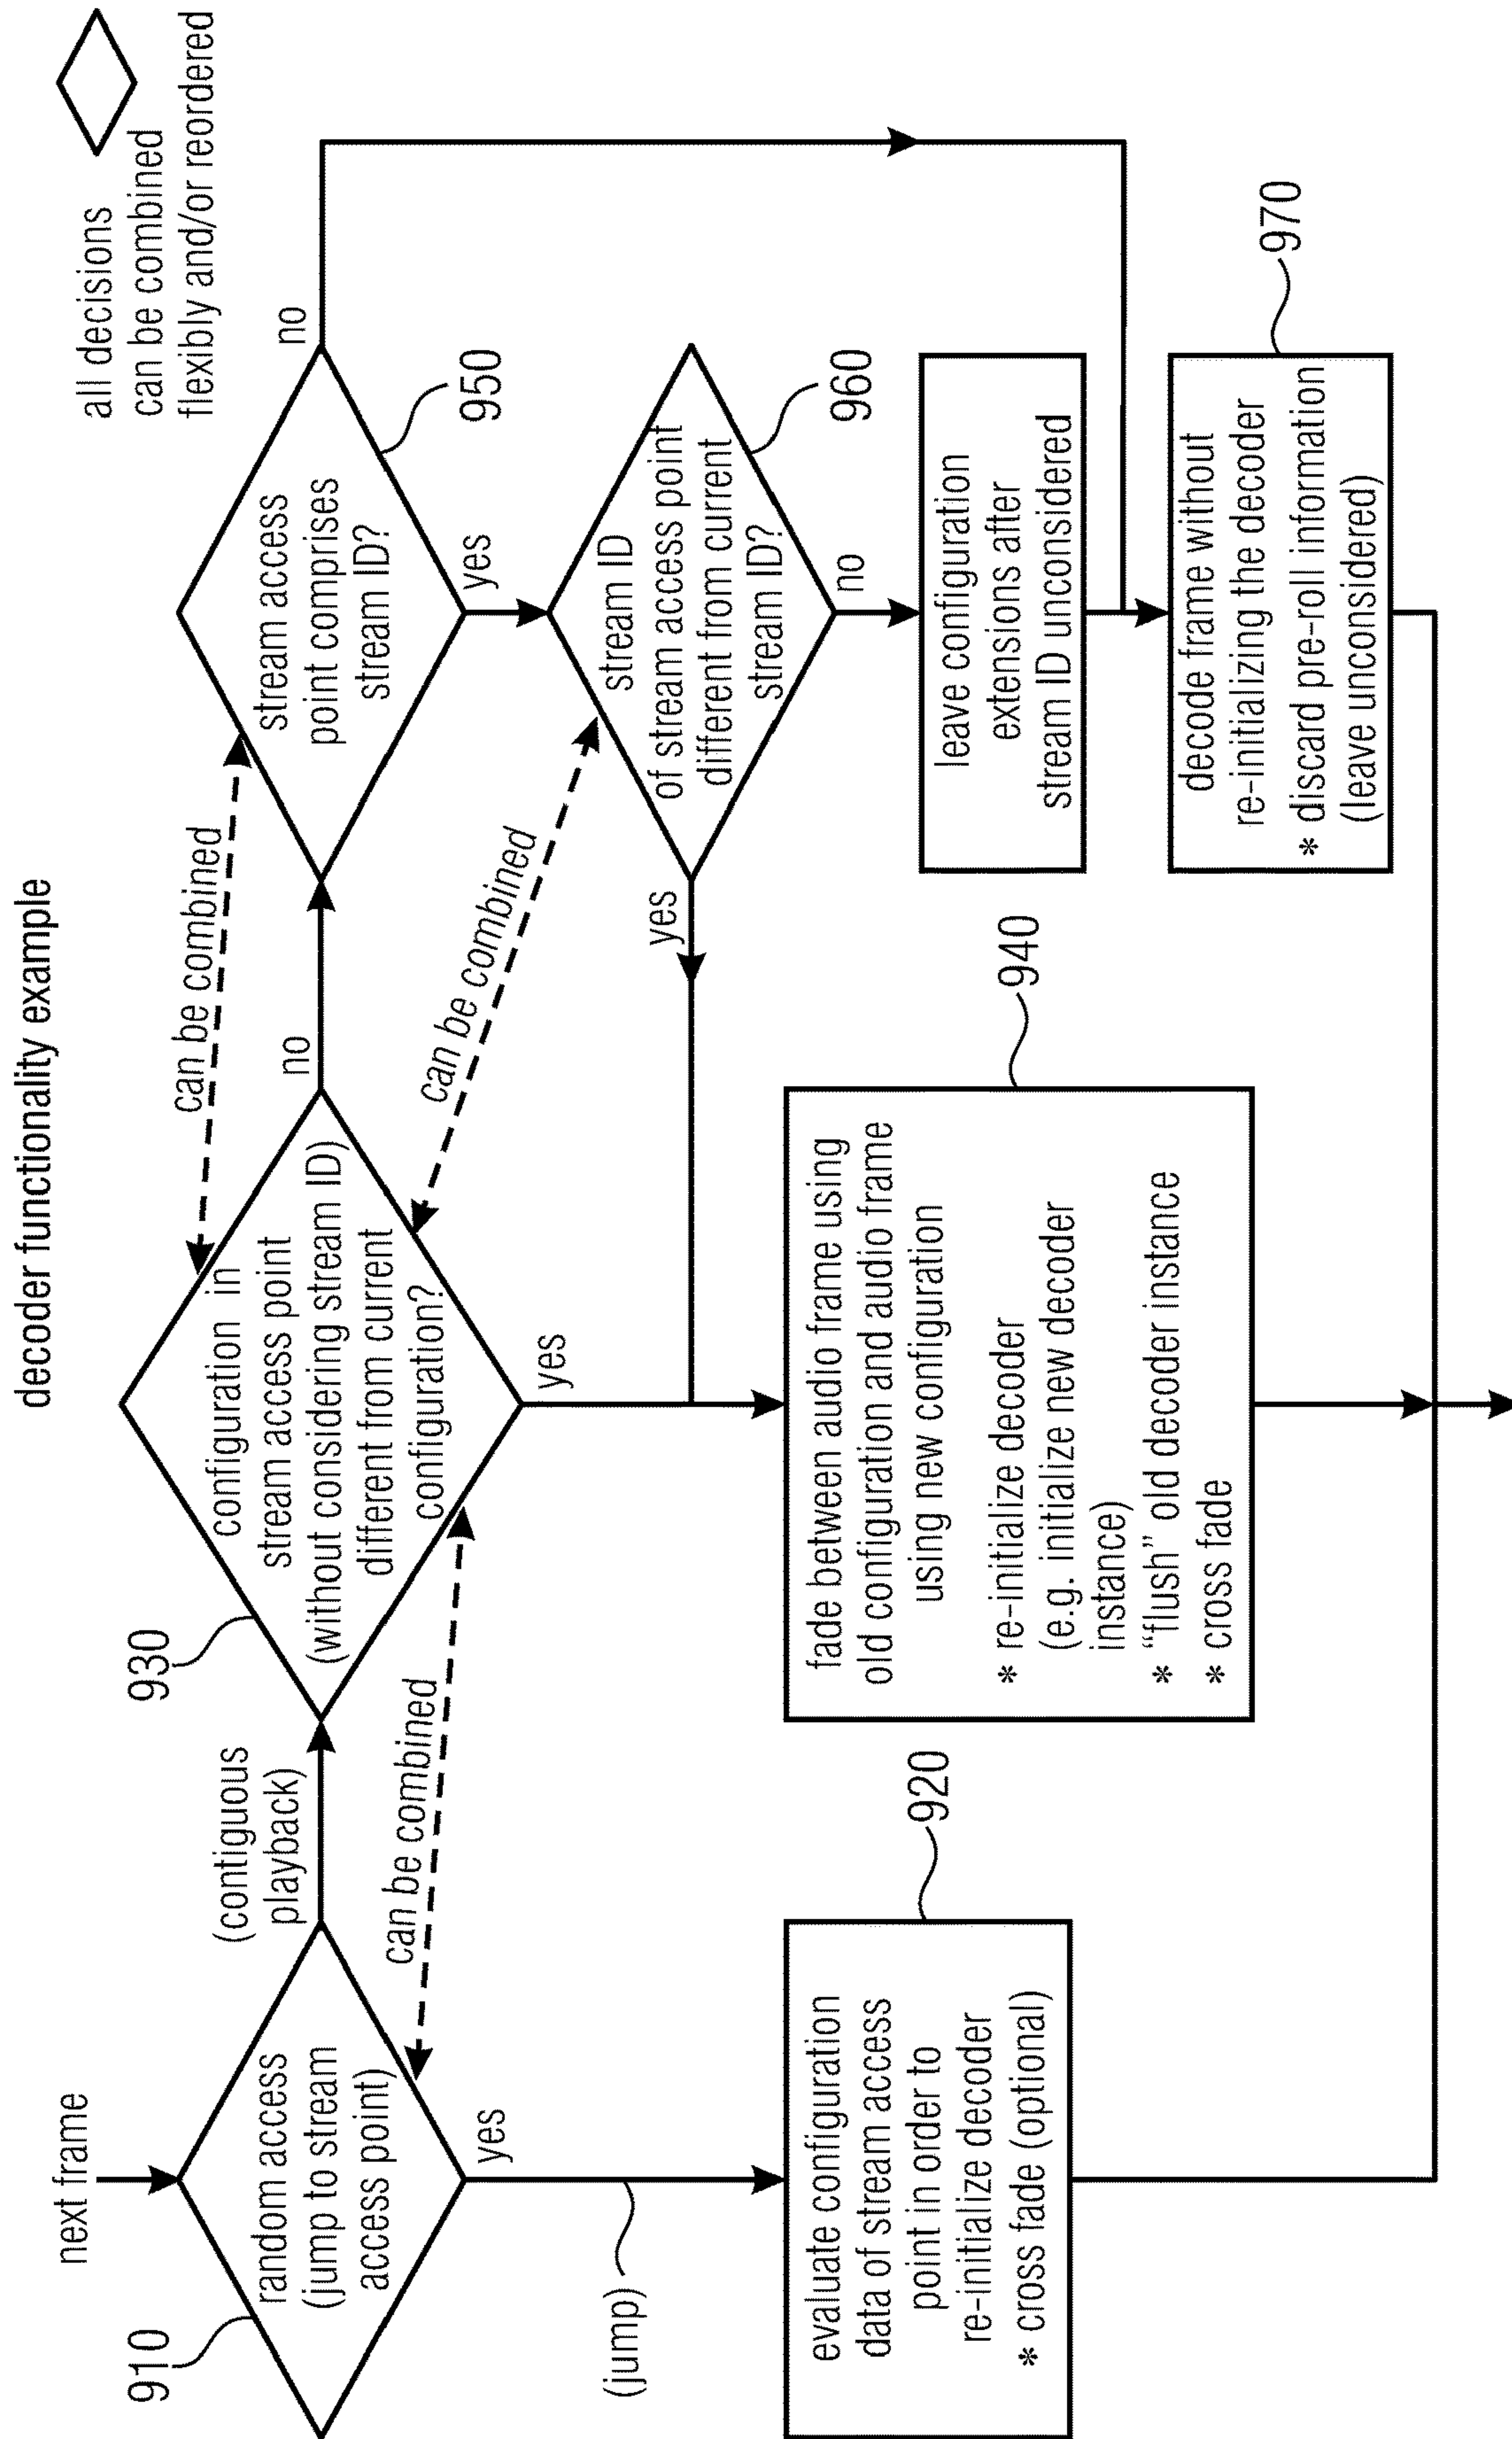 decoder functionality example
all decisions
can be combined
flexibly and/or reordered
next frame
910
random access
(jump to stream
access point)
yes
(jump)
(contiguous
playback)
can be combined
920
evaluate configuration
data of stream access
point in order to
re-initialize decoder
* cross fade (optional)
930
configuration in
stream access point
(without considering stream ID)
different from current
configuration?
yes
no
can be combined
can be combined
940
fade between audio frame using
old configuration and audio frame
using new configuration
* re-initialize decoder
(e.g. initialize new decoder
instance)
* "flush" old decoder instance
* cross fade
950
stream access
point comprises
stream ID?
no
yes
960
stream ID
of stream access point
different from current
stream ID?
yes
no
leave configuration
extensions after
stream ID unconsidered
970
decode frame without
re-initializing the decoder
* discard pre-roll information
(leave unconsidered)